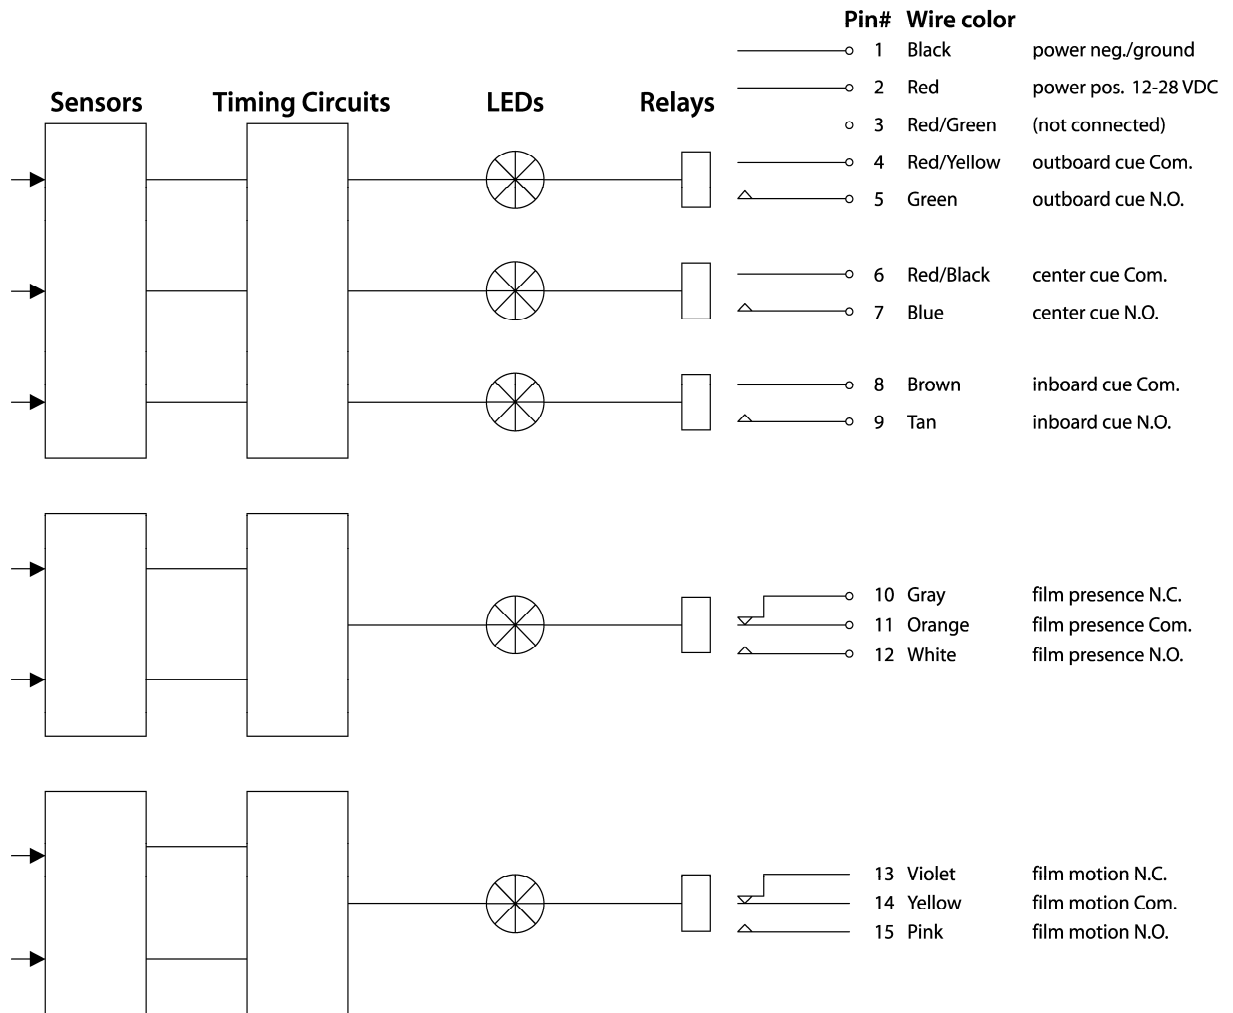 Pin# Wire color
1 Black power neg./ground
2 Red power pos. 12-28 VDC
Sensors Timing Circuits LEDs Relays
3 Red/Green (not connected)
4 Red/Yellow outboard cue Com.
5 Green outboard cue N.O.
6 Red/Black center cue Com.
7 Blue center cue N.O.
8 Brown inboard cue Com.
9 Tan inboard cue N.O.
10 Gray film presence N.C.
11 Orange film presence Com.
12 White film presence N.O.
13 Violet film motion N.C.
14 Yellow film motion Com.
15 Pink film motion N.O.